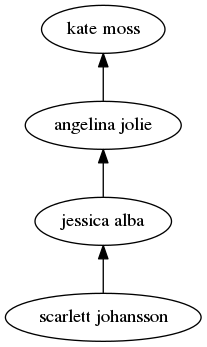 kate moss
angelina jolie
jessica alba
scarlett johansson